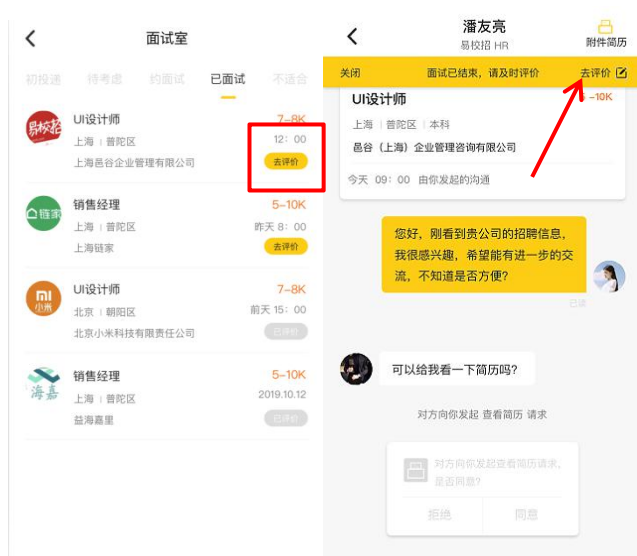 面试室
初投递 待考虑 约面试 已面试 不适合
易校招
UI设计师 7-8K
上海 | 普陀区 12：00
上海邑谷企业管理有限公司 去评价
链家
销售经理 5-10K
上海 | 普陀区 昨天 8：00
上海链家 去评价
小米
UI设计师 7-8K
北京 | 朝阳区 前天 15：00
北京小米科技有限责任公司 已评价
海嘉
销售经理 5-10K
上海 | 普陀区 2019.10.12
益海嘉里 已评价
潘友亮
易校招 HR
附件简历
关闭 面试已结束，请及时评价 去评价
UI设计师 -10K
上海 | 普陀区 | 本科
邑谷（上海）企业管理咨询有限公司
今天 09：00 由你发起的沟通
您好，刚看到贵公司的招聘信息，
我很感兴趣，希望能有进一步的交
流，不知道是否方便？
已读
可以给我看一下简历吗？
对方向你发起 查看简历 请求
对方向你发起查看简历请求，
是否同意？
拒绝 同意